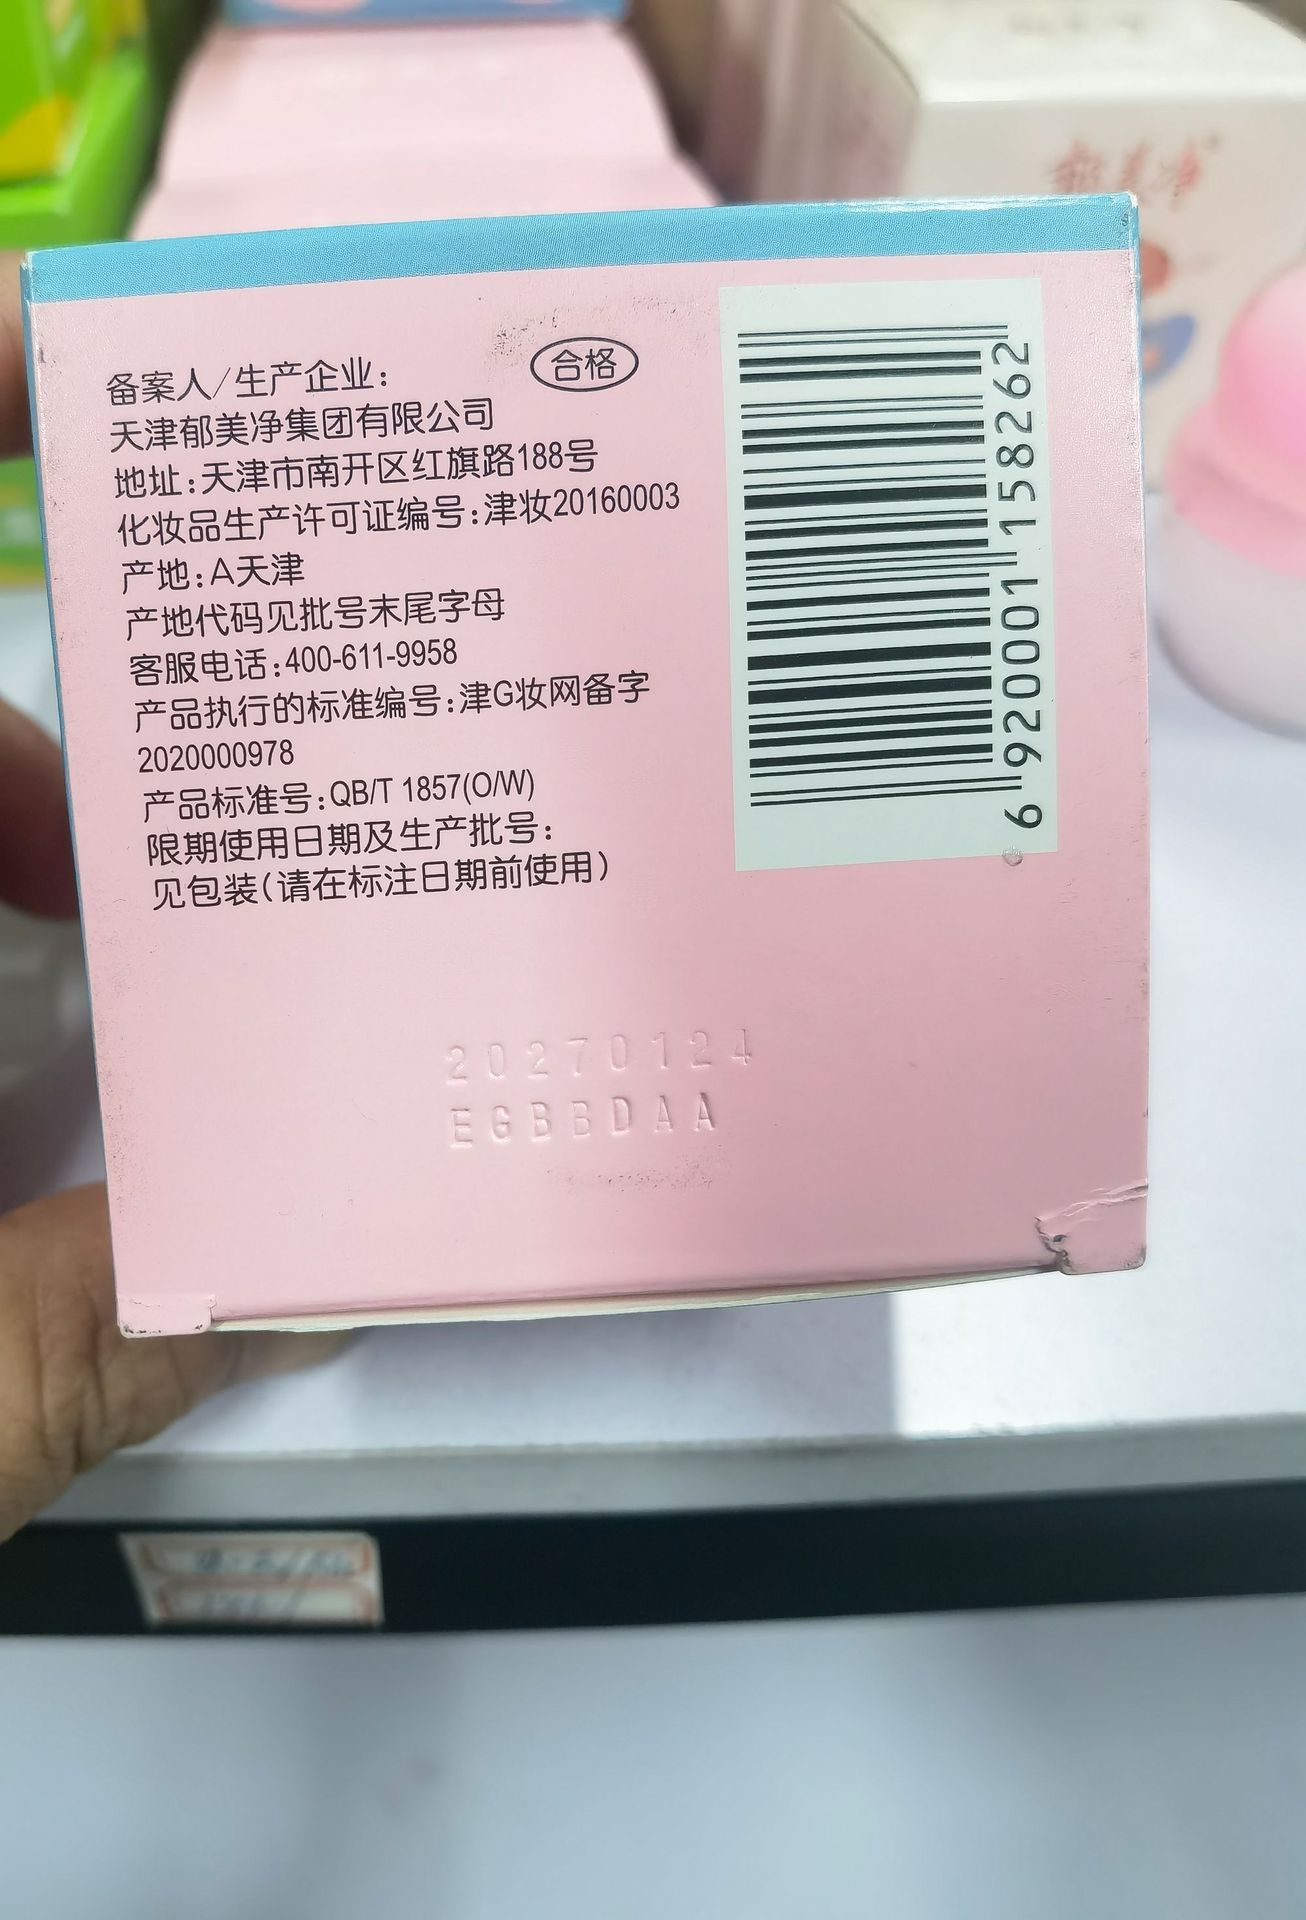 郁美净
备案人/生产企业:
合格
天津郁美净集团有限公司
地址:天津市南开区红旗路188号
化妆品生产许可证编号:津妆20160003
产地:A天津
产地代码见批号末尾字母
客服电话:400-611-9958
产品执行的标准编号:津G妆网备字
2020000978
产品标准号:QB/T 1857(O/W)
限期使用日期及生产批号:
见包装(请在标注日期前使用)
6 920001 158262
20270124
EGBBDAA